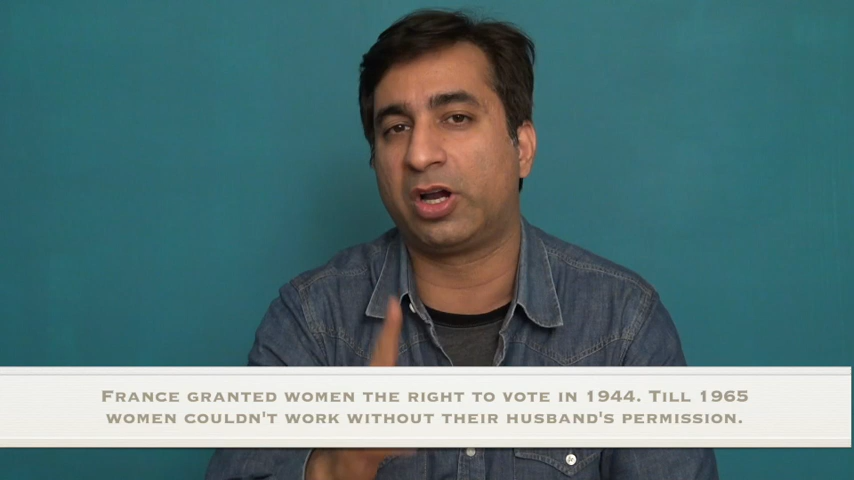 France granted women the right to vote in 1944. Till 1965
women couldn't work without their husband's permission.